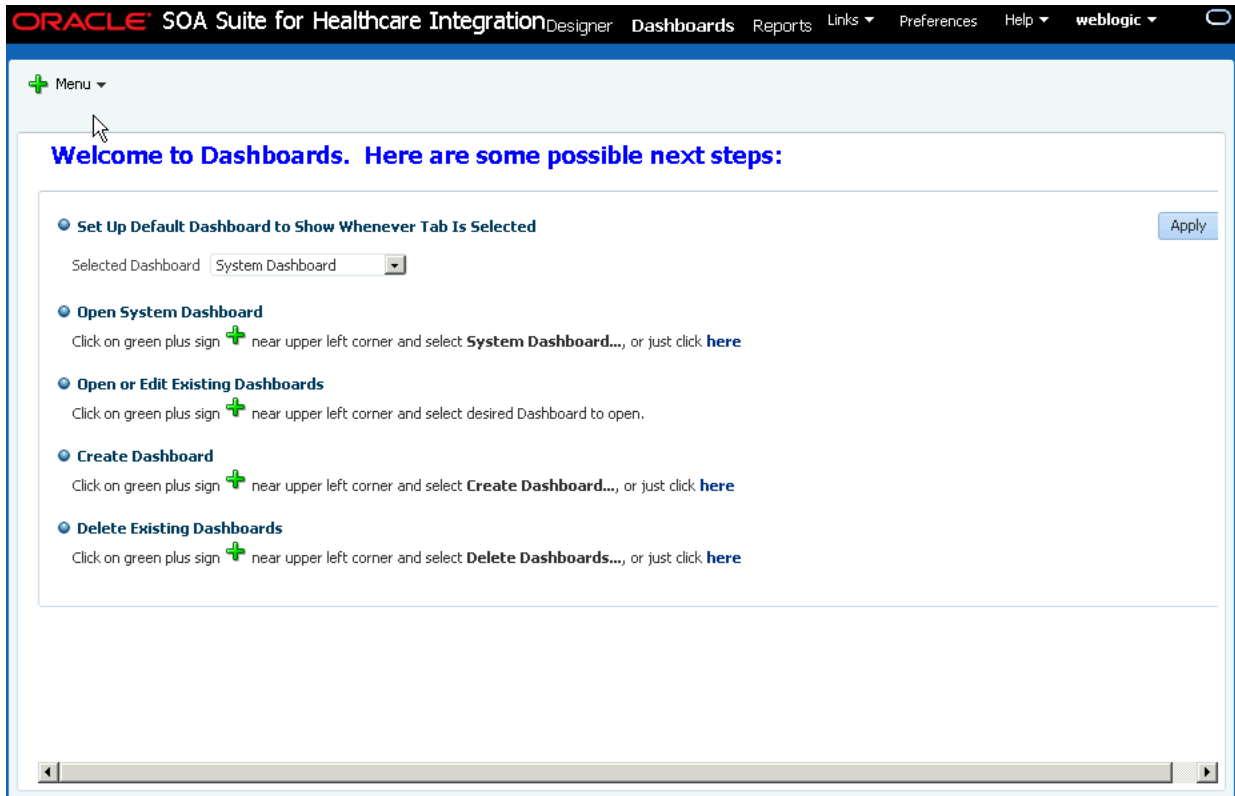 ORACLE SOA Suite for Healthcare Integration Designer Dashboards Reports Links Preferences Help weblogic
Menu
Welcome to Dashboards. Here are some possible next steps:
Set Up Default Dashboard to Show Whenever Tab Is Selected
Apply
Selected Dashboard System Dashboard
Open System Dashboard
Click on green plus sign near upper left corner and select System Dashboard..., or just click here
Open or Edit Existing Dashboards
Click on green plus sign near upper left corner and select desired Dashboard to open.
Create Dashboard
Click on green plus sign near upper left corner and select Create Dashboard..., or just click here
Delete Existing Dashboards
Click on green plus sign near upper left corner and select Delete Dashboards..., or just click here